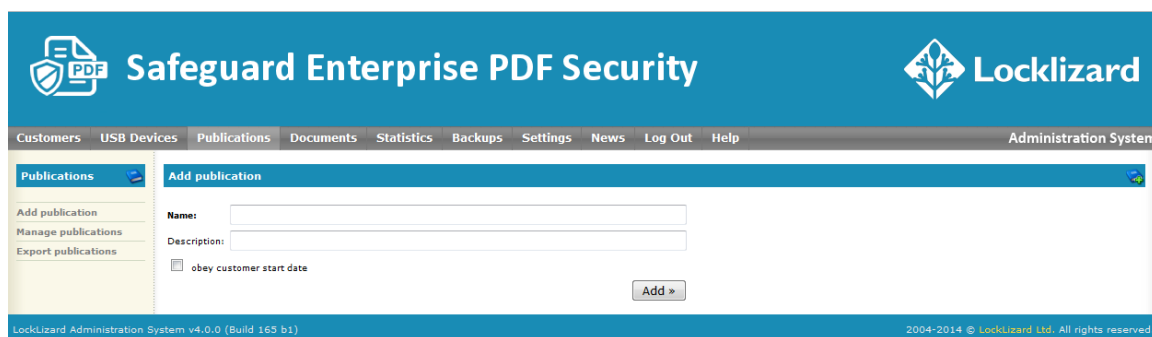 PDF Safeguard Enterprise PDF Security Locklizard
Customers USB Devices Publications Documents Statistics Backups Settings News Log Out Help Administration System
Publications
Add publication
Manage publications
Export publications
Add publication
Name:
Description:
obey customer start date
Add »
LockLizard Administration System v4.0.0 (Build 165 b1) 2004-2014 © LockLizard Ltd. All rights reserved